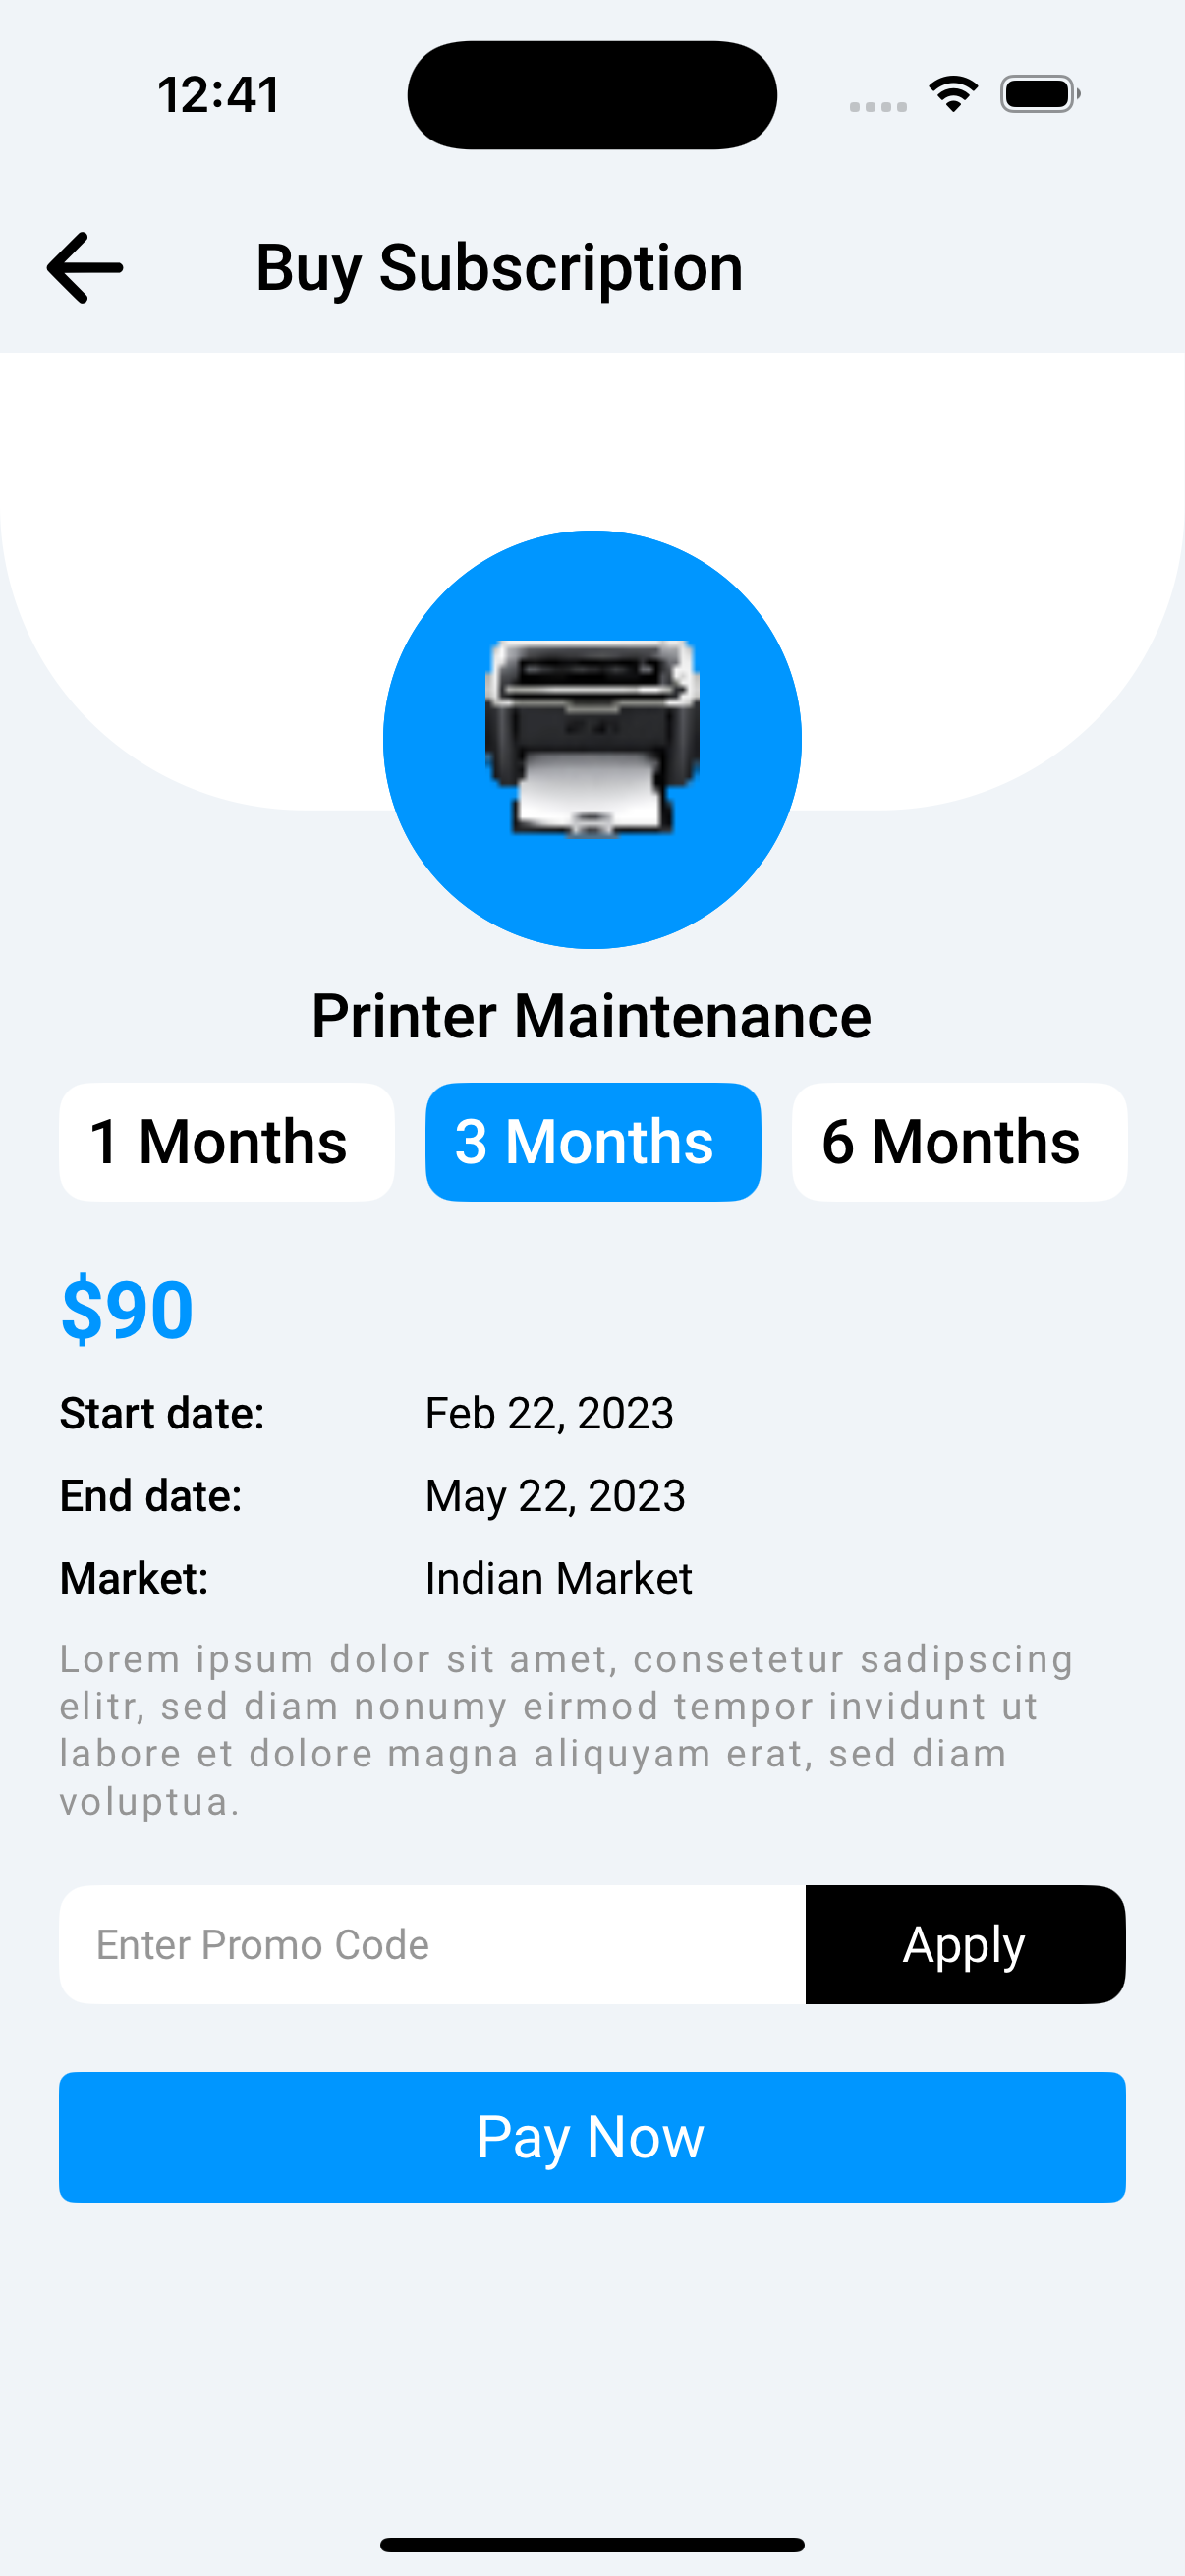 12:41
Buy Subscription
Printer Maintenance
1 Months
3 Months
6 Months
$90
Start date: Feb 22, 2023
End date: May 22, 2023
Market: Indian Market
Lorem ipsum dolor sit amet, consetetur sadipscing
elitr, sed diam nonumy eirmod tempor invidunt ut
labore et dolore magna aliquyam erat, sed diam
voluptua.
Enter Promo Code
Apply
Pay Now